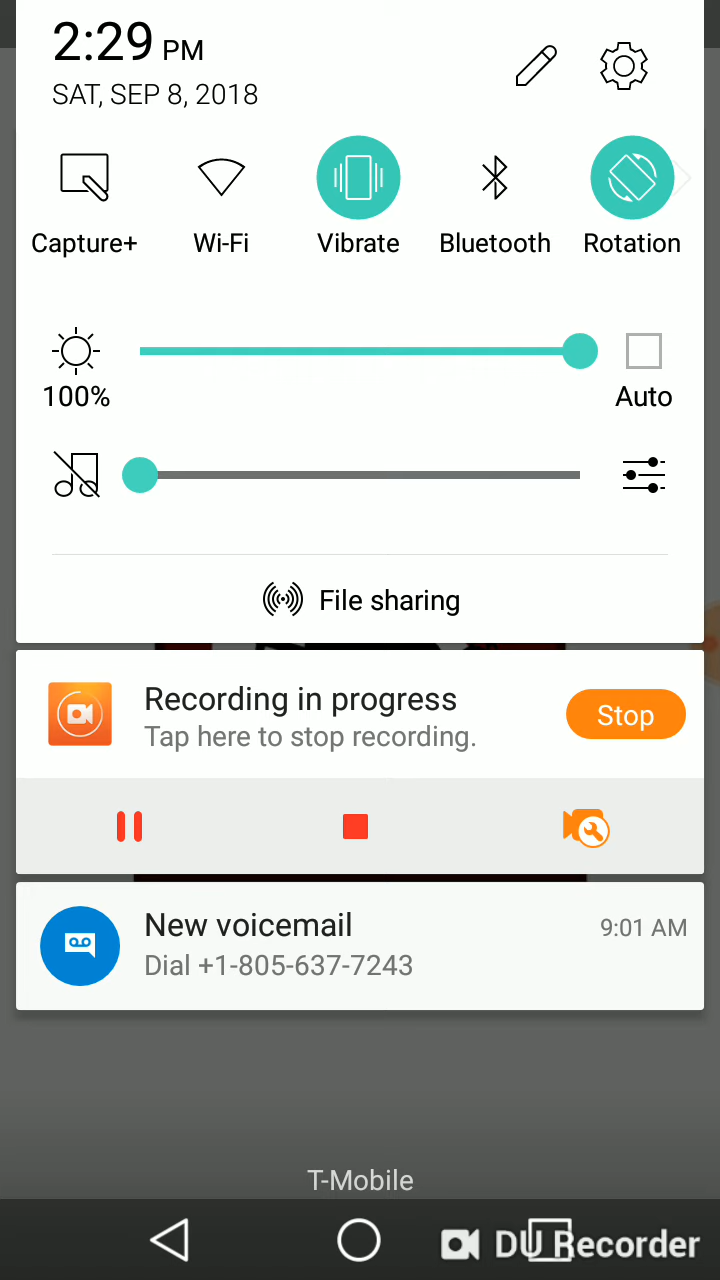 2:29 PM
SAT, SEP 8, 2018
Capture+ Wi-Fi Vibrate Bluetooth Rotation
100% Auto
File sharing
Recording in progress
Tap here to stop recording.
Stop
New voicemail 9:01 AM
Dial +1-805-637-7243
T-Mobile
DU Recorder